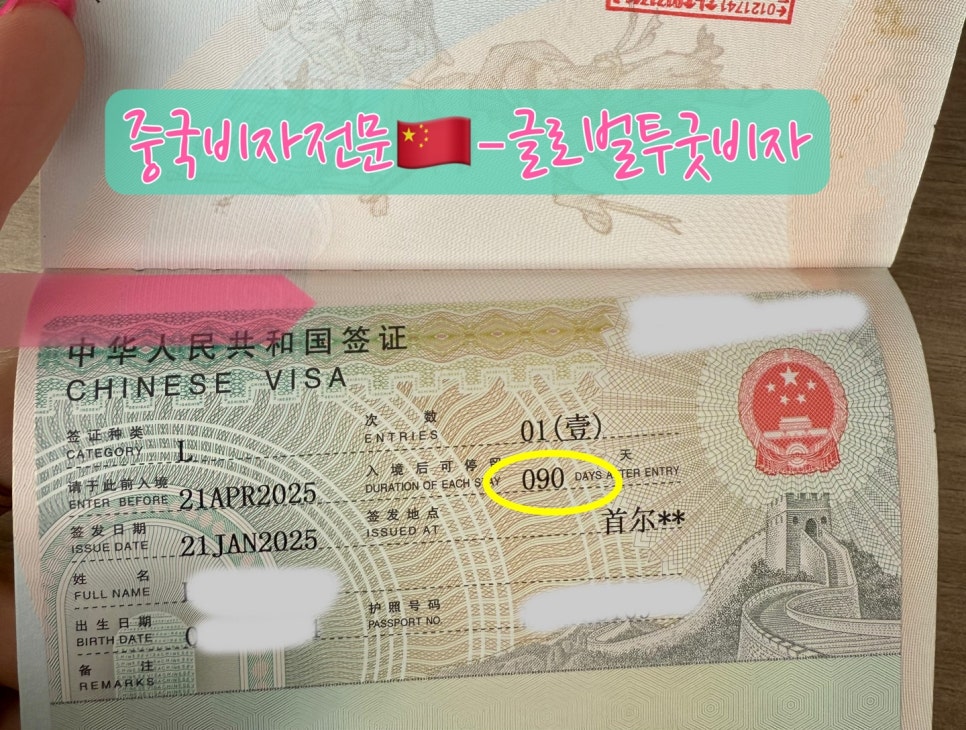 중국비자전문🇨🇳-글로벌투굿비자
中华人民共和国签证
CHINESE VISA
签证种类
CATEGORY L
次数
ENTRIES 01(壹)
请于此前入境
ENTER BEFORE 21APR2025
入境后可停留 天
DURATION OF EACH STAY 090 DAYS AFTER ENTRY
签发日期
ISSUE DATE 21JAN2025
签发地点
ISSUED AT 首尔**
姓名
FULL NAME
护照号码
PASSPORT NO.
出生日期
BIRTH DATE
备注
REMARKS